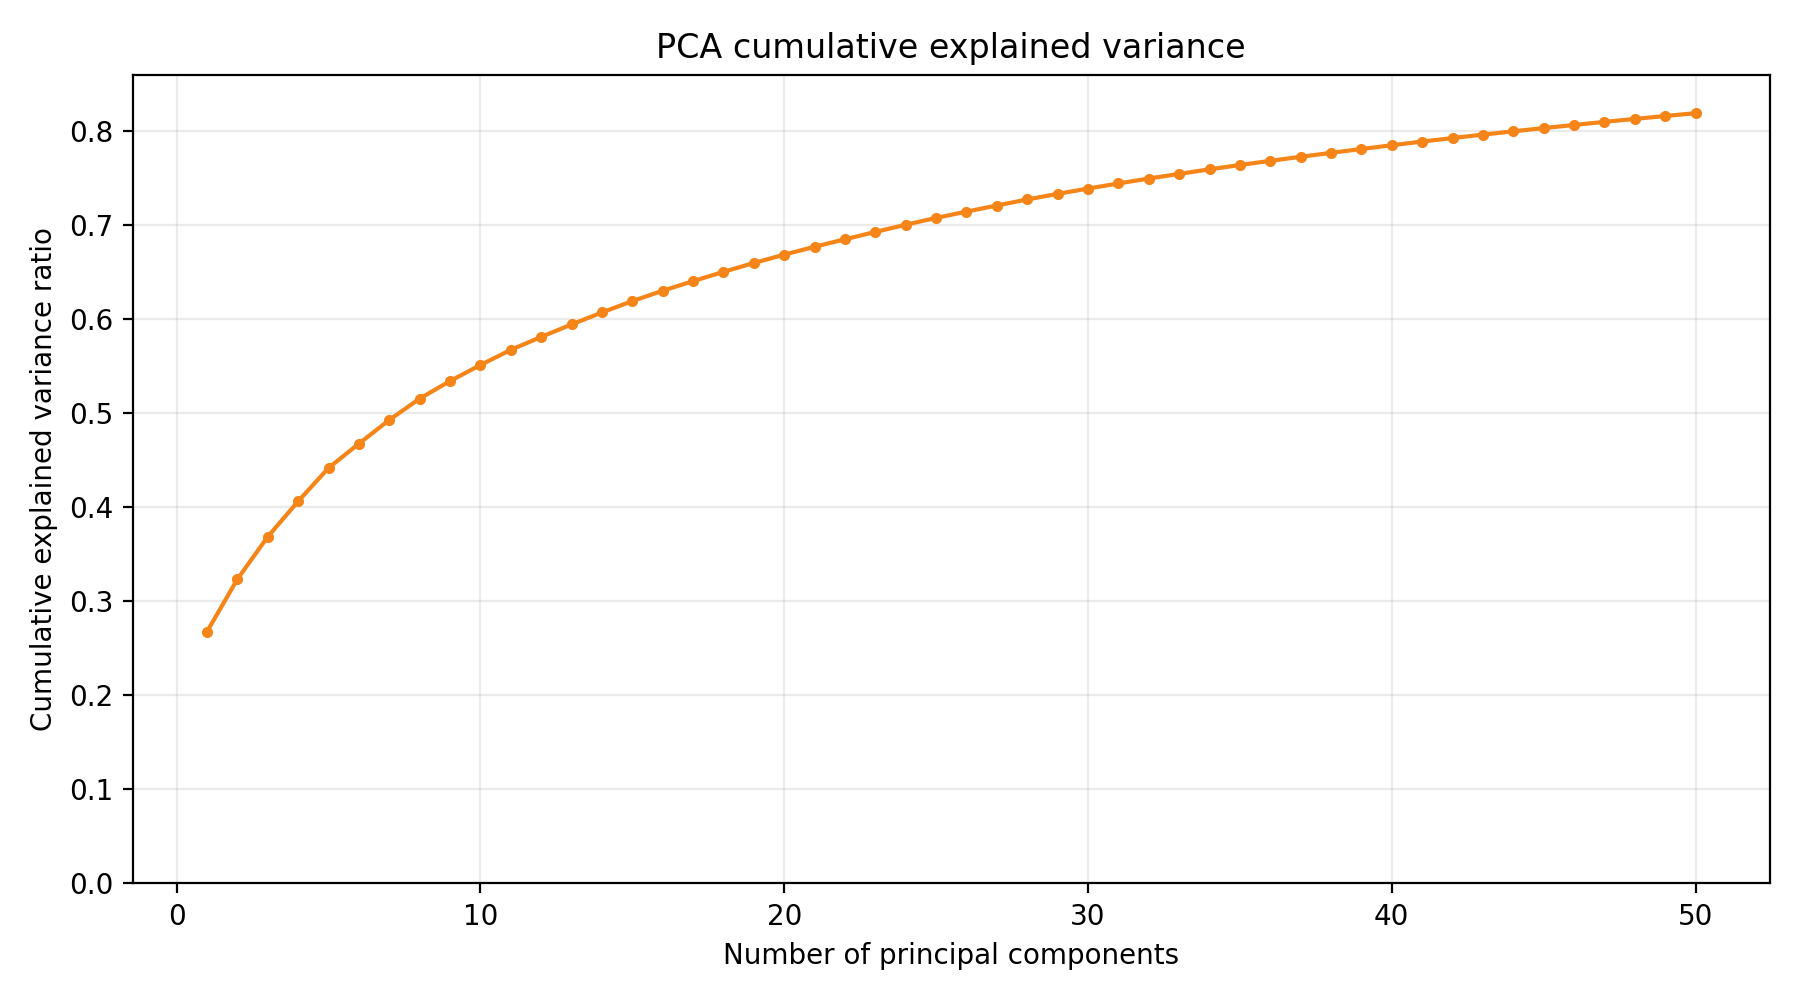 PCA cumulative explained variance
Cumulative explained variance ratio
0.8
0.7
0.6
0.5
0.4
0.3
0.2
0.1
0.0
0 10 20 30 40 50
Number of principal components